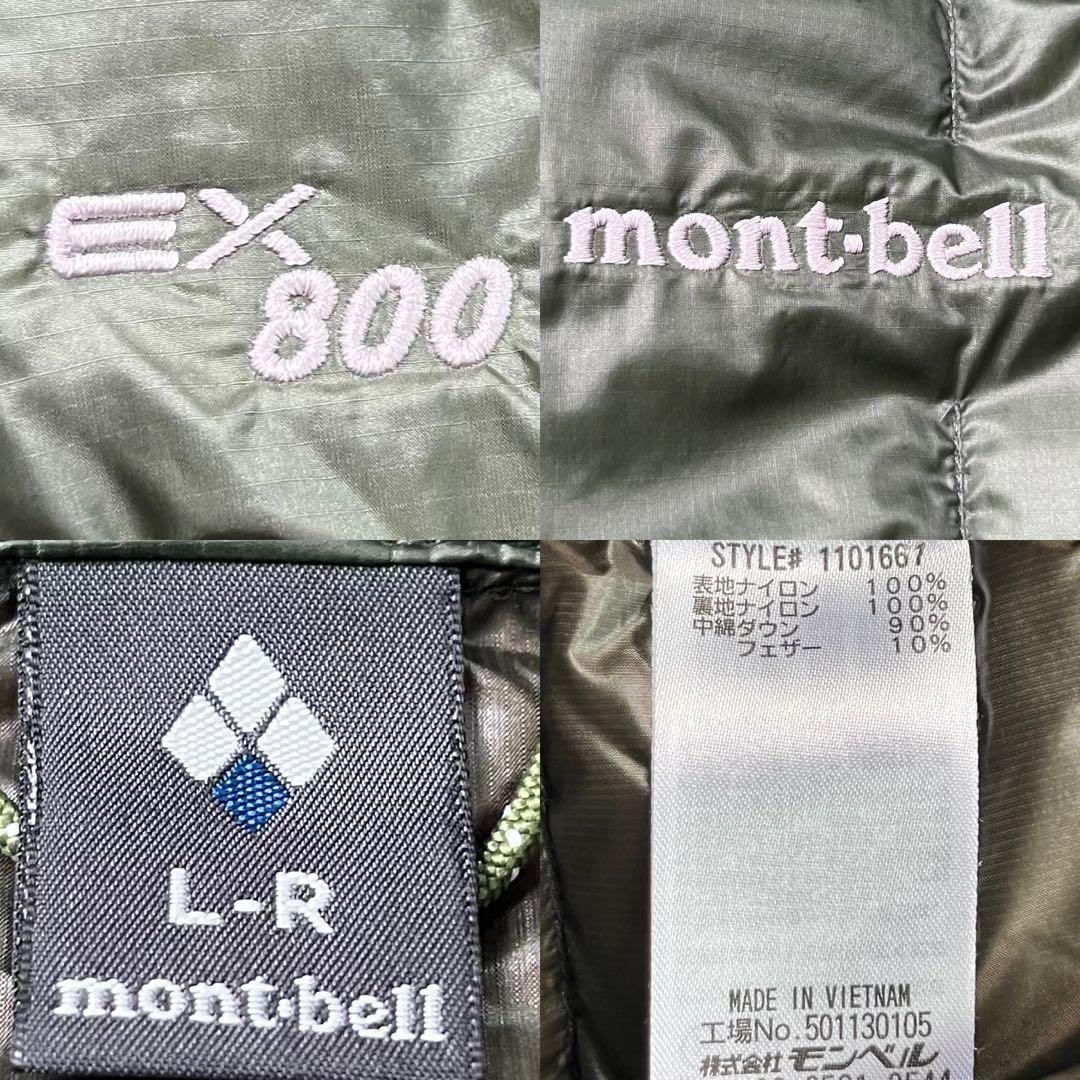 EX
800
mont·bell
L-R
mont·bell
STYLE# 1101661
表地ナイロン 100%
裏地ナイロン 100%
中綿ダウン 90%
フェザー 10%
MADE IN VIETNAM
工場No.501130105
株式会社 モンベル